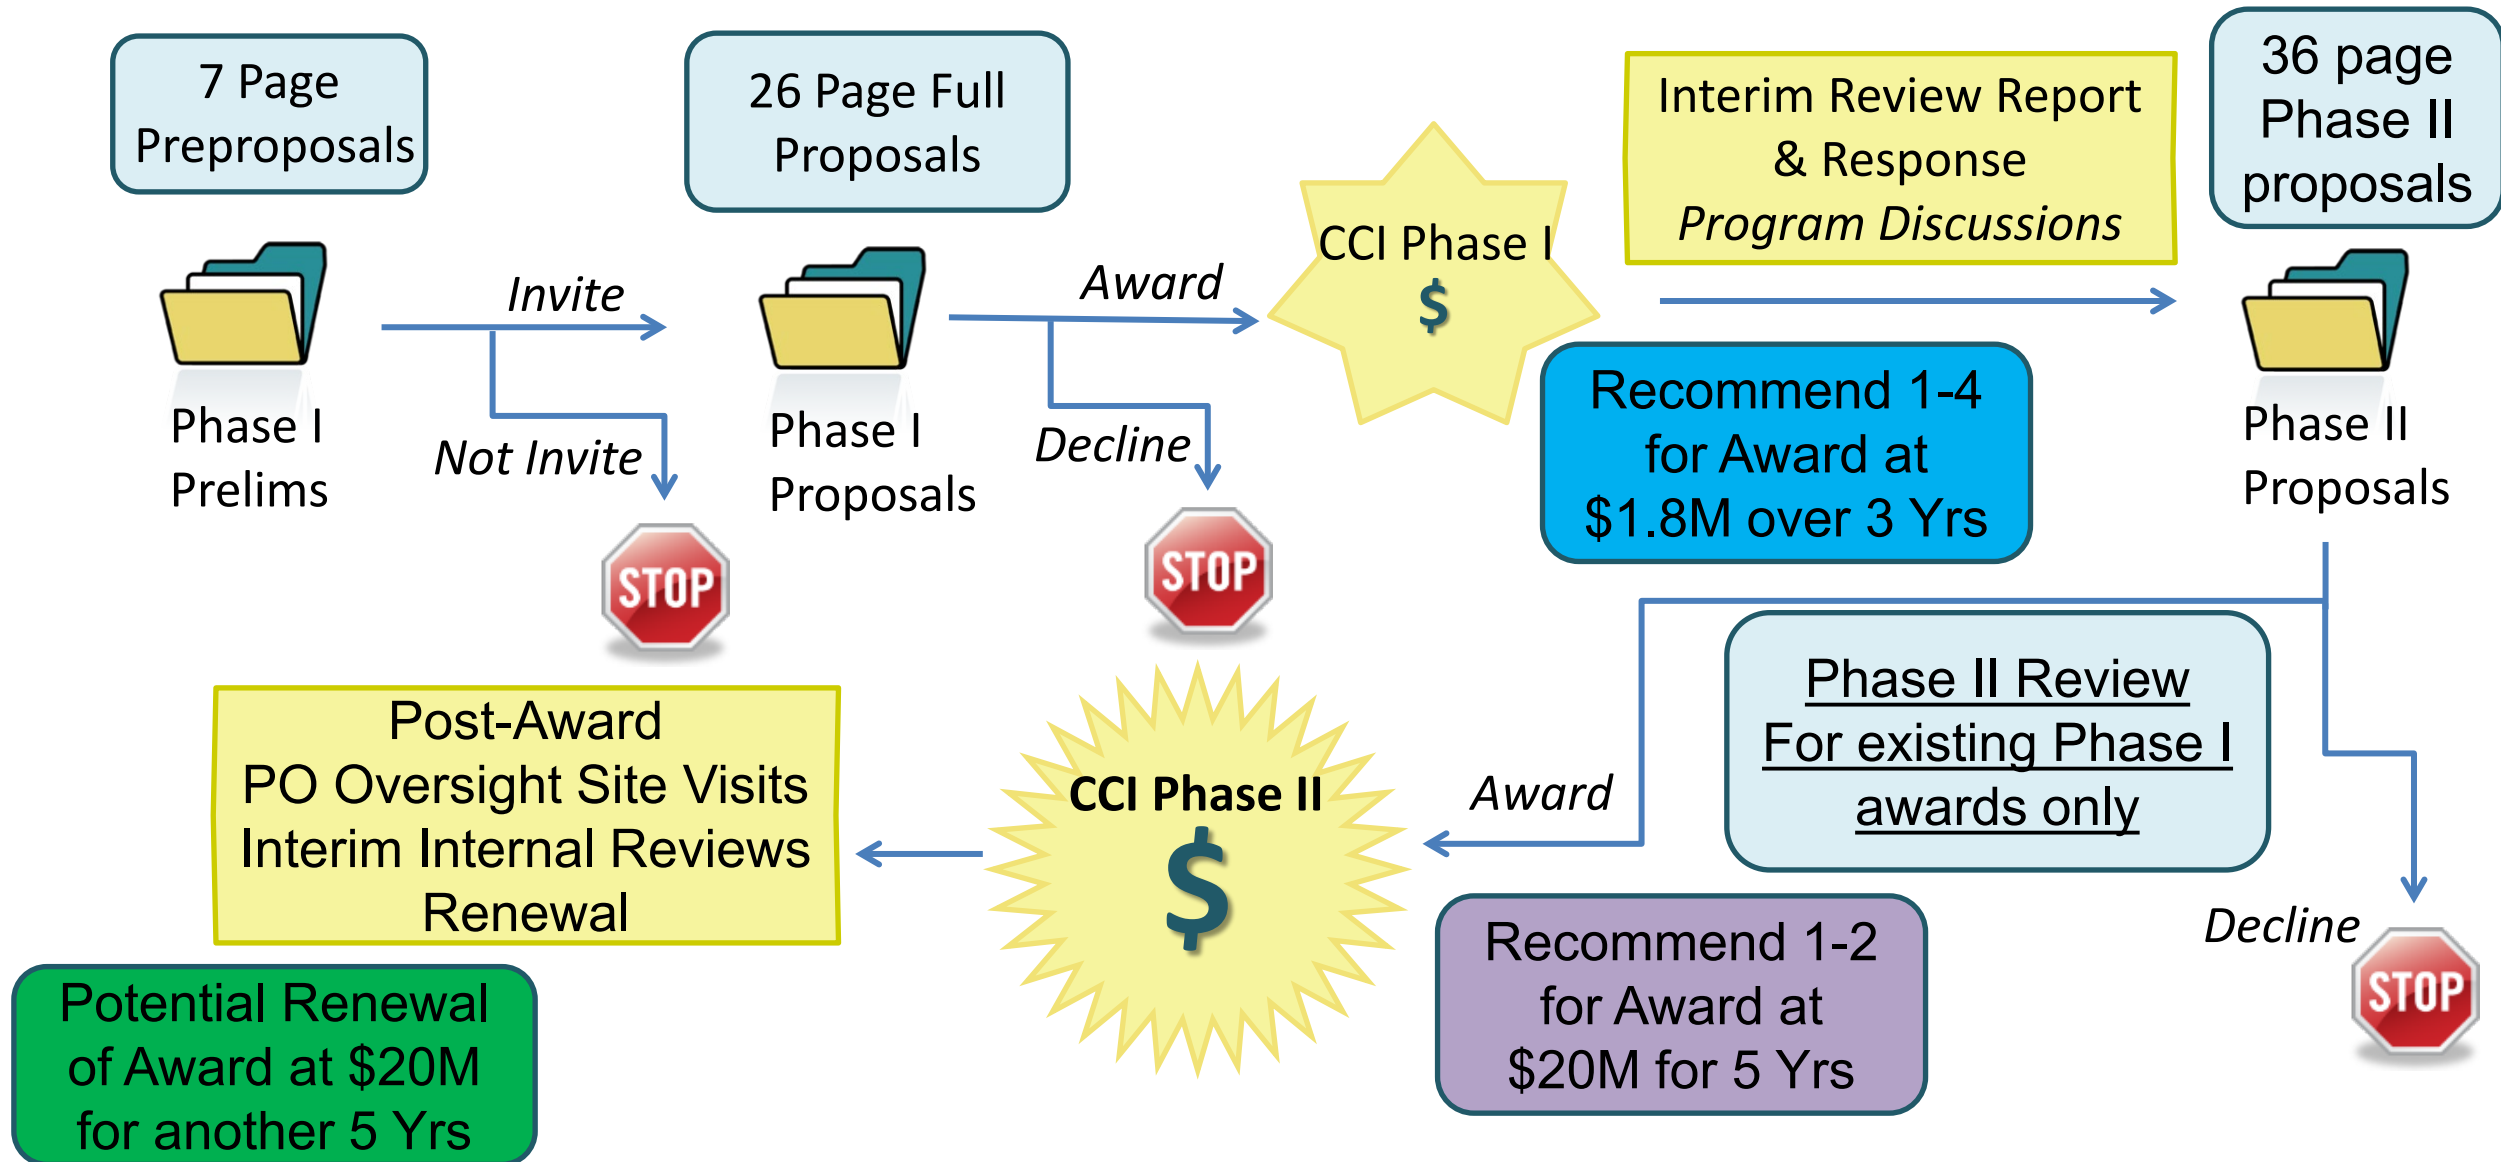 7 Page
Preproposals
26 Page Full
Proposals
Interim Review Report
& Response
Program Discussions
36 page
Phase II
proposals
Invite
Not Invite
Award
Decline
CCI Phase I
$
Phase I
Prelims
Phase I
Proposals
Recommend 1-4
for Award at
$1.8M over 3 Yrs
Phase II
Proposals
STOP
STOP
Phase II Review
For existing Phase I
awards only
Award
Decline
STOP
Recommend 1-2
for Award at
$20M for 5 Yrs
CCI Phase II
$
Post-Award
PO Oversight Site Visits
Interim Internal Reviews
Renewal
Potential Renewal
of Award at $20M
for another 5 Yrs